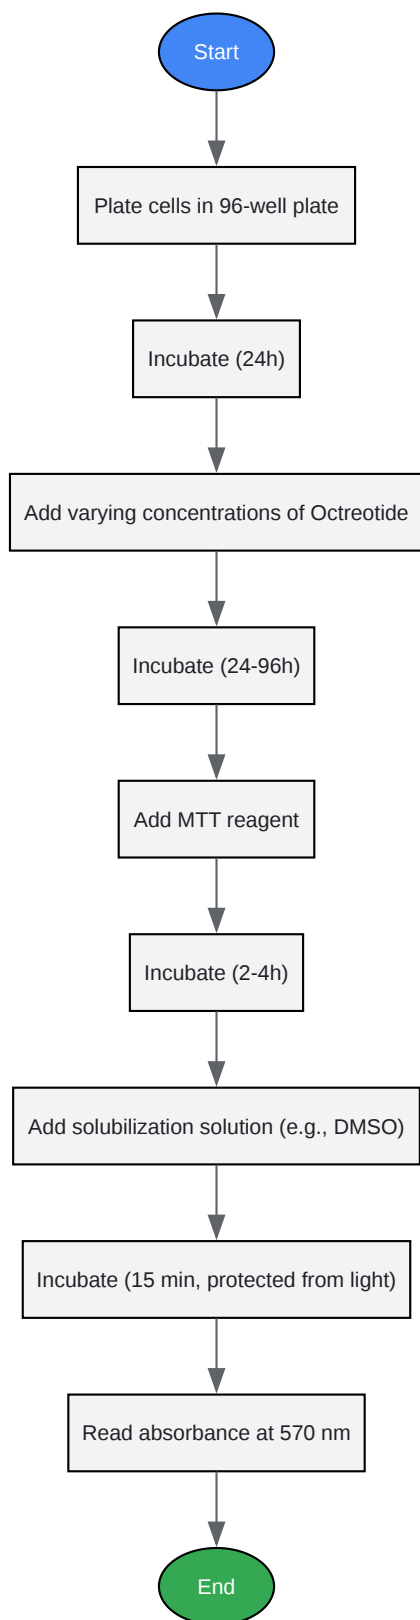 Start
Plate cells in 96-well plate
Incubate (24h)
Add varying concentrations of Octreotide
Incubate (24-96h)
Add MTT reagent
Incubate (2-4h)
Add solubilization solution (e.g., DMSO)
Incubate (15 min, protected from light)
Read absorbance at 570 nm
End